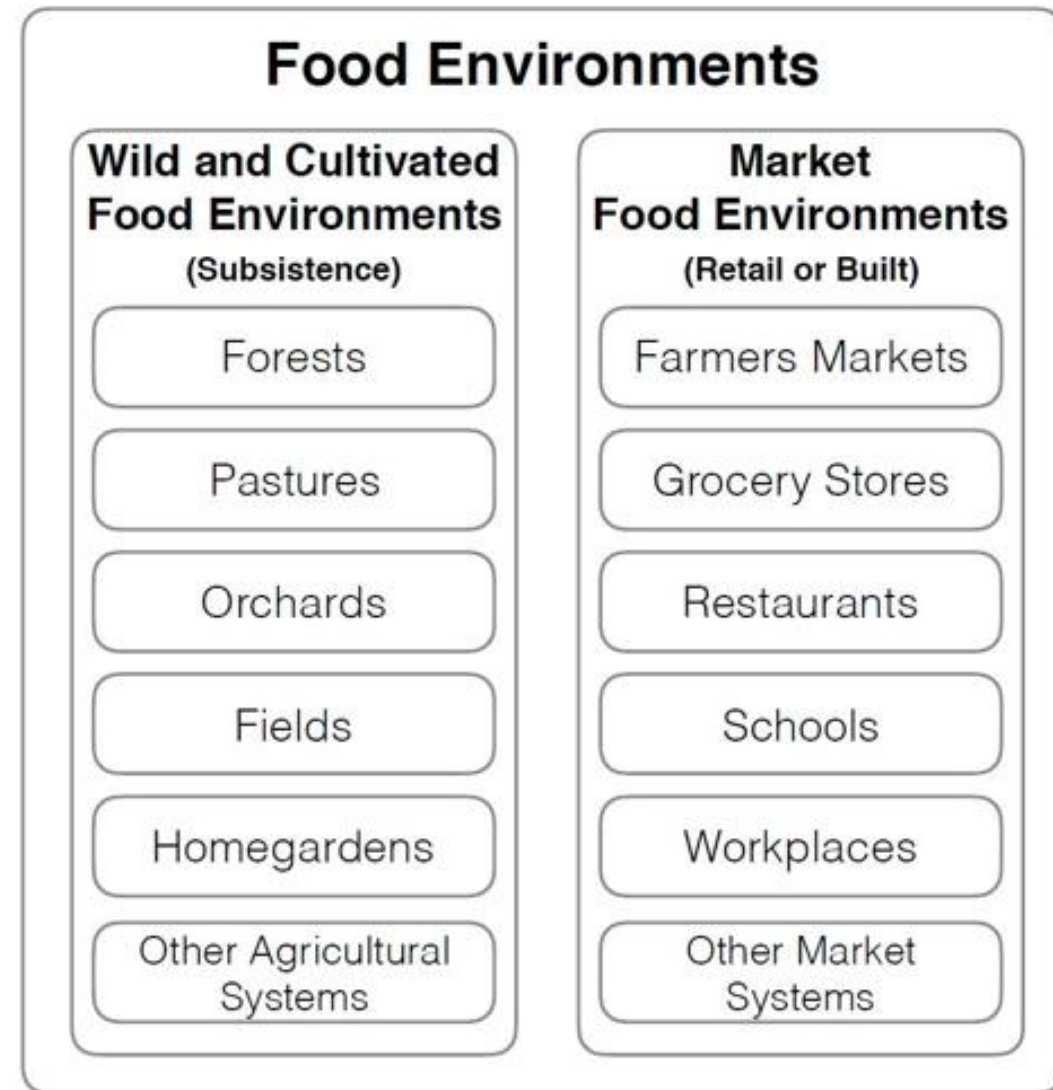 Food Environments
Wild and Cultivated
Food Environments
(Subsistence)
Forests
Pastures
Orchards
Fields
Homegardens
Other Agricultural
Systems
Market
Food Environments
(Retail or Built)
Farmers Markets
Grocery Stores
Restaurants
Schools
Workplaces
Other Market
Systems